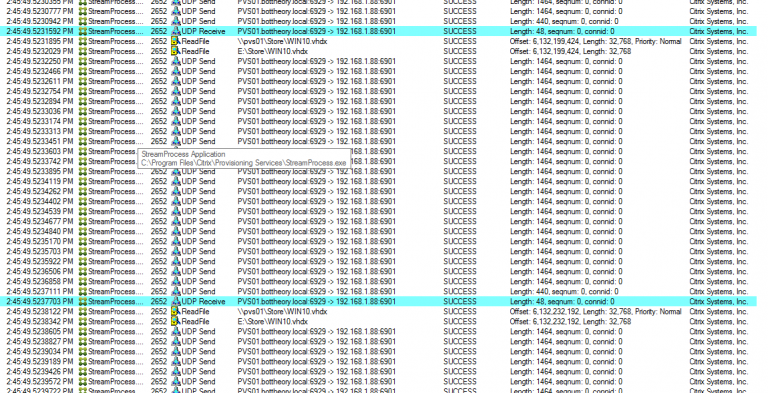 2:45:49.5230355 PM StreamProcess.... 2652 UDP Send PVS01.bottheory.local:6929 -> 192.168.1.88:6901 SUCCESS Length: 1464, seqnum: 0, connid: 0 Citrix Systems, Inc.
2:45:49.5230777 PM StreamProcess.... 2652 UDP Send PVS01.bottheory.local:6929 -> 192.168.1.88:6901 SUCCESS Length: 1464, seqnum: 0, connid: 0 Citrix Systems, Inc.
2:45:49.5230942 PM StreamProcess.... 2652 UDP Send PVS01.bottheory.local:6929 -> 192.168.1.88:6901 SUCCESS Length: 440, seqnum: 0, connid: 0 Citrix Systems, Inc.
2:45:49.5231592 PM StreamProcess.... 2652 UDP Receive PVS01.bottheory.local:6929 -> 192.168.1.88:6901 SUCCESS Length: 48, seqnum: 0, connid: 0 Citrix Systems, Inc.
2:45:49.5231895 PM StreamProcess.... 2652 ReadFile \\pvs01\Store\WIN10.vhdx SUCCESS Offset: 6,132,199,424, Length: 32,768, Priority: Normal Citrix Systems, Inc.
2:45:49.5232029 PM StreamProcess.... 2652 ReadFile E:\Store\WIN10.vhdx SUCCESS Offset: 6,132,199,424, Length: 32,768 Citrix Systems, Inc.
2:45:49.5232250 PM StreamProcess.... 2652 UDP Send PVS01.bottheory.local:6929 -> 192.168.1.88:6901 SUCCESS Length: 1464, seqnum: 0, connid: 0 Citrix Systems, Inc.
2:45:49.5232466 PM StreamProcess.... 2652 UDP Send PVS01.bottheory.local:6929 -> 192.168.1.88:6901 SUCCESS Length: 1464, seqnum: 0, connid: 0 Citrix Systems, Inc.
2:45:49.5232611 PM StreamProcess.... 2652 UDP Send PVS01.bottheory.local:6929 -> 192.168.1.88:6901 SUCCESS Length: 1464, seqnum: 0, connid: 0 Citrix Systems, Inc.
2:45:49.5232754 PM StreamProcess.... 2652 UDP Send PVS01.bottheory.local:6929 -> 192.168.1.88:6901 SUCCESS Length: 1464, seqnum: 0, connid: 0 Citrix Systems, Inc.
2:45:49.5232894 PM StreamProcess.... 2652 UDP Send PVS01.bottheory.local:6929 -> 192.168.1.88:6901 SUCCESS Length: 1464, seqnum: 0, connid: 0 Citrix Systems, Inc.
2:45:49.5233036 PM StreamProcess.... 2652 UDP Send PVS01.bottheory.local:6929 -> 192.168.1.88:6901 SUCCESS Length: 1464, seqnum: 0, connid: 0 Citrix Systems, Inc.
2:45:49.5233174 PM StreamProcess.... 2652 UDP Send PVS01.bottheory.local:6929 -> 192.168.1.88:6901 SUCCESS Length: 1464, seqnum: 0, connid: 0 Citrix Systems, Inc.
2:45:49.5233313 PM StreamProcess.... 2652 UDP Send PVS01.bottheory.local:6929 -> 192.168.1.88:6901 SUCCESS Length: 1464, seqnum: 0, connid: 0 Citrix Systems, Inc.
2:45:49.5233451 PM StreamProcess.... 2652 UDP Send PVS01.bottheory.local:6929 -> 192.168.1.88:6901 SUCCESS Length: 1464, seqnum: 0, connid: 0 Citrix Systems, Inc.
2:45:49.5233603 PM StreamProcess StreamProcess Application SUCCESS Length: 1464, seqnum: 0, connid: 0 Citrix Systems, Inc.
2:45:49.5233742 PM StreamProcess C:\Program Files\Citrix\Provisioning Services\StreamProcess.exe SUCCESS Length: 1464, seqnum: 0, connid: 0 Citrix Systems, Inc.
2:45:49.5233895 PM StreamProcess.... 2652 UDP Send PVS01.bottheory.local:6929 -> 192.168.1.88:6901 SUCCESS Length: 1464, seqnum: 0, connid: 0 Citrix Systems, Inc.
2:45:49.5234119 PM StreamProcess.... 2652 UDP Send PVS01.bottheory.local:6929 -> 192.168.1.88:6901 SUCCESS Length: 1464, seqnum: 0, connid: 0 Citrix Systems, Inc.
2:45:49.5234262 PM StreamProcess.... 2652 UDP Send PVS01.bottheory.local:6929 -> 192.168.1.88:6901 SUCCESS Length: 1464, seqnum: 0, connid: 0 Citrix Systems, Inc.
2:45:49.5234402 PM StreamProcess.... 2652 UDP Send PVS01.bottheory.local:6929 -> 192.168.1.88:6901 SUCCESS Length: 1464, seqnum: 0, connid: 0 Citrix Systems, Inc.
2:45:49.5234539 PM StreamProcess.... 2652 UDP Send PVS01.bottheory.local:6929 -> 192.168.1.88:6901 SUCCESS Length: 1464, seqnum: 0, connid: 0 Citrix Systems, Inc.
2:45:49.5234677 PM StreamProcess.... 2652 UDP Send PVS01.bottheory.local:6929 -> 192.168.1.88:6901 SUCCESS Length: 1464, seqnum: 0, connid: 0 Citrix Systems, Inc.
2:45:49.5234840 PM StreamProcess.... 2652 UDP Send PVS01.bottheory.local:6929 -> 192.168.1.88:6901 SUCCESS Length: 1464, seqnum: 0, connid: 0 Citrix Systems, Inc.
2:45:49.5235170 PM StreamProcess.... 2652 UDP Send PVS01.bottheory.local:6929 -> 192.168.1.88:6901 SUCCESS Length: 1464, seqnum: 0, connid: 0 Citrix Systems, Inc.
2:45:49.5235703 PM StreamProcess.... 2652 UDP Send PVS01.bottheory.local:6929 -> 192.168.1.88:6901 SUCCESS Length: 1464, seqnum: 0, connid: 0 Citrix Systems, Inc.
2:45:49.5235922 PM StreamProcess.... 2652 UDP Send PVS01.bottheory.local:6929 -> 192.168.1.88:6901 SUCCESS Length: 1464, seqnum: 0, connid: 0 Citrix Systems, Inc.
2:45:49.5236506 PM StreamProcess.... 2652 UDP Send PVS01.bottheory.local:6929 -> 192.168.1.88:6901 SUCCESS Length: 1464, seqnum: 0, connid: 0 Citrix Systems, Inc.
2:45:49.5236858 PM StreamProcess.... 2652 UDP Send PVS01.bottheory.local:6929 -> 192.168.1.88:6901 SUCCESS Length: 1464, seqnum: 0, connid: 0 Citrix Systems, Inc.
2:45:49.5237111 PM StreamProcess.... 2652 UDP Send PVS01.bottheory.local:6929 -> 192.168.1.88:6901 SUCCESS Length: 440, seqnum: 0, connid: 0 Citrix Systems, Inc.
2:45:49.5237703 PM StreamProcess.... 2652 UDP Receive PVS01.bottheory.local:6929 -> 192.168.1.88:6901 SUCCESS Length: 48, seqnum: 0, connid: 0 Citrix Systems, Inc.
2:45:49.5238122 PM StreamProcess.... 2652 ReadFile \\pvs01\Store\WIN10.vhdx SUCCESS Offset: 6,132,232,192, Length: 32,768, Priority: Normal Citrix Systems, Inc.
2:45:49.5238342 PM StreamProcess.... 2652 ReadFile E:\Store\WIN10.vhdx SUCCESS Offset: 6,132,232,192, Length: 32,768 Citrix Systems, Inc.
2:45:49.5238605 PM StreamProcess.... 2652 UDP Send PVS01.bottheory.local:6929 -> 192.168.1.88:6901 SUCCESS Length: 1464, seqnum: 0, connid: 0 Citrix Systems, Inc.
2:45:49.5238827 PM StreamProcess.... 2652 UDP Send PVS01.bottheory.local:6929 -> 192.168.1.88:6901 SUCCESS Length: 1464, seqnum: 0, connid: 0 Citrix Systems, Inc.
2:45:49.5239034 PM StreamProcess.... 2652 UDP Send PVS01.bottheory.local:6929 -> 192.168.1.88:6901 SUCCESS Length: 1464, seqnum: 0, connid: 0 Citrix Systems, Inc.
2:45:49.5239189 PM StreamProcess.... 2652 UDP Send PVS01.bottheory.local:6929 -> 192.168.1.88:6901 SUCCESS Length: 1464, seqnum: 0, connid: 0 Citrix Systems, Inc.
2:45:49.5239426 PM StreamProcess.... 2652 UDP Send PVS01.bottheory.local:6929 -> 192.168.1.88:6901 SUCCESS Length: 1464, seqnum: 0, connid: 0 Citrix Systems, Inc.
2:45:49.5239572 PM StreamProcess.... 2652 UDP Send PVS01.bottheory.local:6929 -> 192.168.1.88:6901 SUCCESS Length: 1464, seqnum: 0, connid: 0 Citrix Systems, Inc.
2:45:49.5239722 PM StreamProcess.... 2652 UDP Send PVS01.bottheory.local:6929 -> 192.168.1.88:6901 SUCCESS Length: 1464, seqnum: 0, connid: 0 Citrix Systems, Inc.